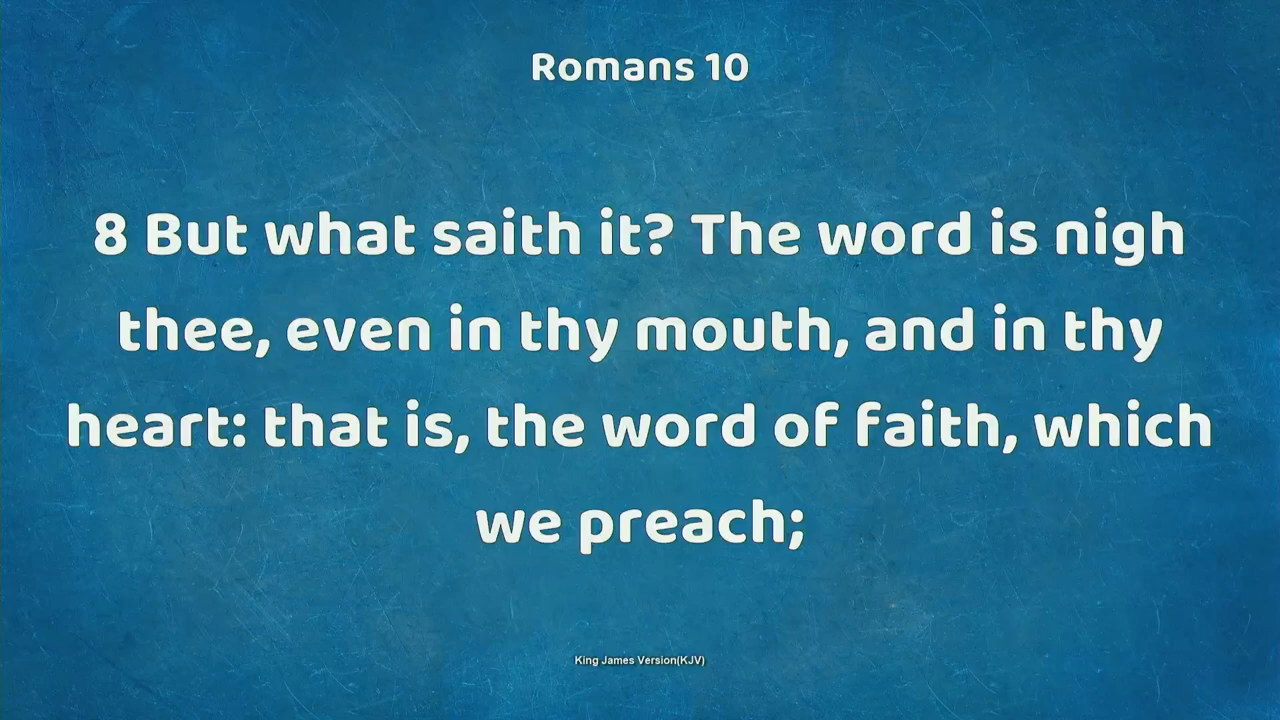 Romans 10
8 But what saith it? The word is nigh
thee, even in thy mouth, and in thy
heart: that is, the word of faith, which
we preach;
King James Version(KJV)